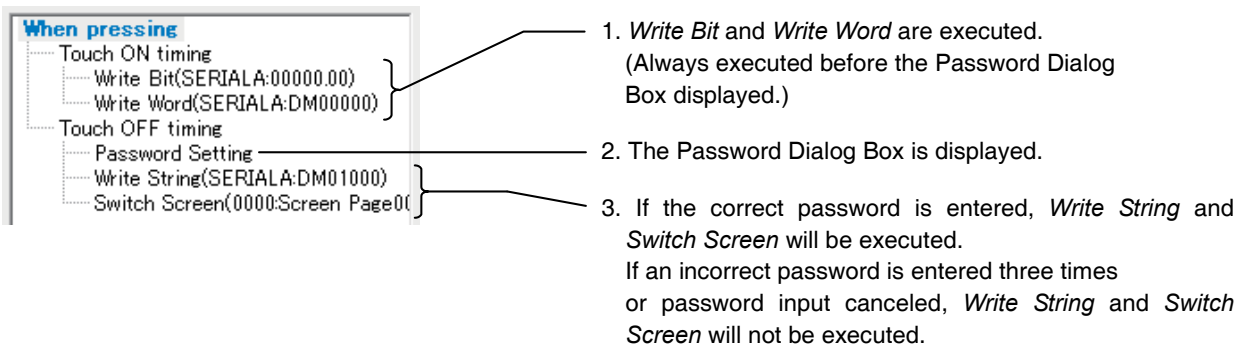 When pressing
Touch ON timing
Write Bit(SERIALA:00000.00)
Write Word(SERIALA:DM00000)
Touch OFF timing
Password Setting
Write String(SERIALA:DM01000)
Switch Screen(0000:Screen Page00
1. Write Bit and Write Word are executed.
(Always executed before the Password Dialog
Box displayed.)
2. The Password Dialog Box is displayed.
3. If the correct password is entered, Write String and
Switch Screen will be executed.
If an incorrect password is entered three times
or password input canceled, Write String and Switch
Screen will not be executed.